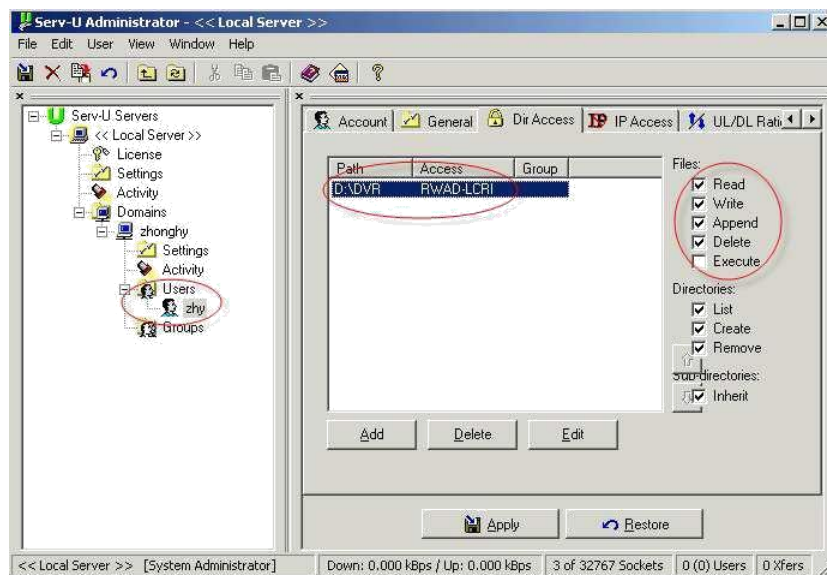 Serv-U Administrator - << Local Server >>
File Edit User View Window Help
Serv-U Servers
<< Local Server >>
License
Settings
Activity
Domains
zhonghy
Settings
Activity
Users
zhy
Groups
Account General Dir Access IP Access UL/DL
Path Access Group
D:\DVR RWAD-LCRI
Files:
Read
Write
Append
Delete
Execute
Directories:
List
Create
Remove
Sub-directories:
Inherit
Add Delete Edit
Apply Restore
<< Local Server >> [System Administrator] Down: 0.000 kBps / Up: 0.000 kBps 3 of 32767 Sockets 0 (0) Users 0 Xfers